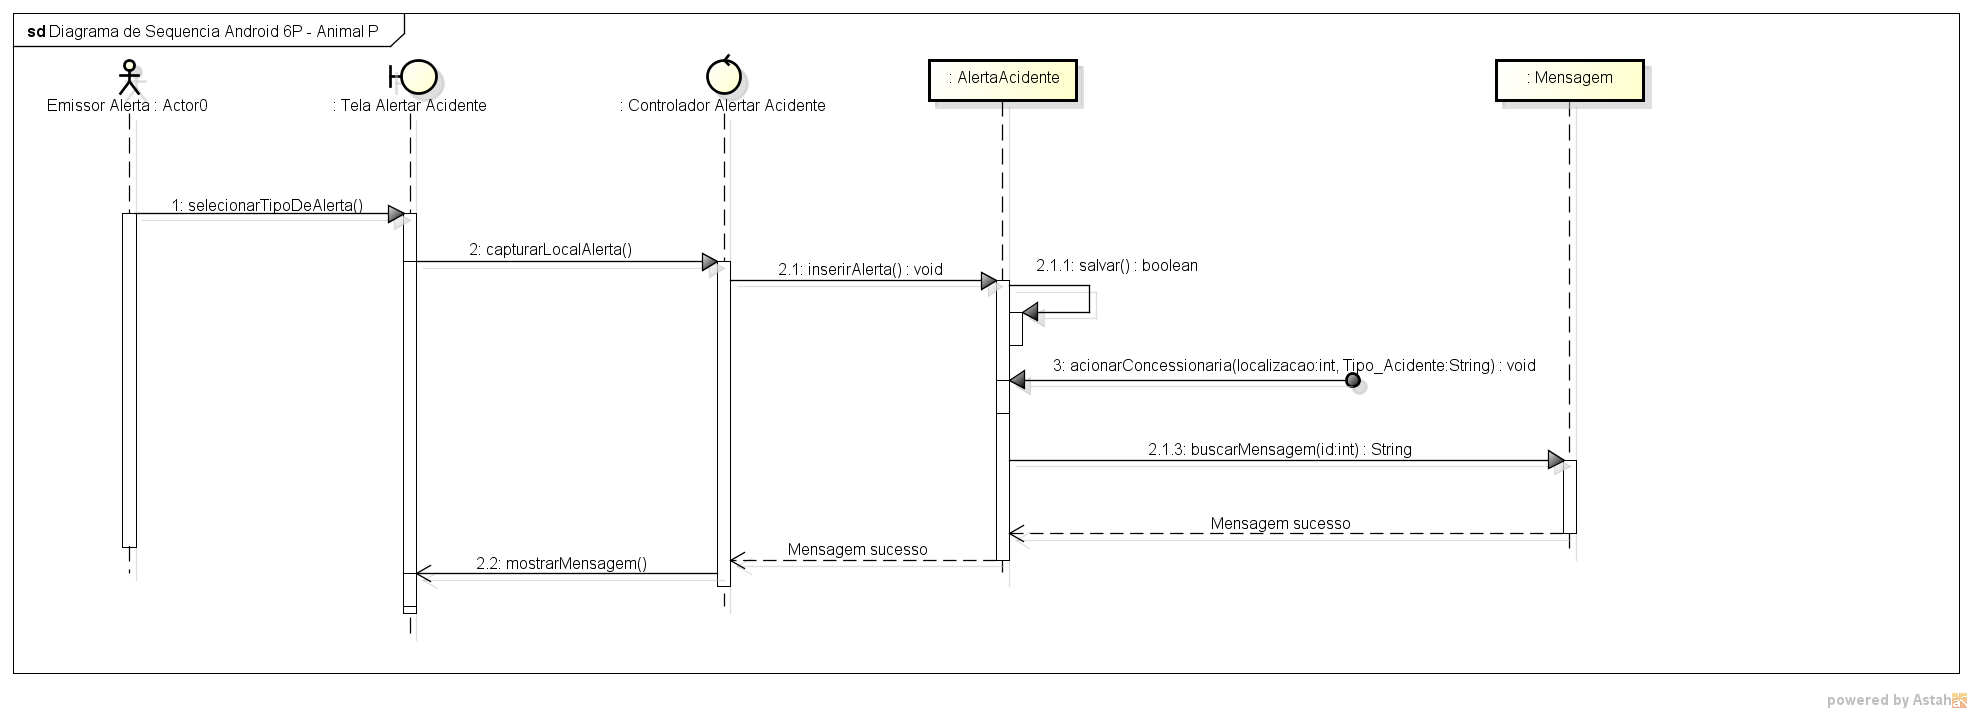 sd Diagrama de Sequencia Android 6P - Animal P
Emissor Alerta : Actor0
: Tela Alertar Acidente
: Controlador Alertar Acidente
: AlertaAcidente
: Mensagem
1: selecionarTipoDeAlerta()
2: capturarLocalAlerta()
2.1: inserirAlerta() : void
2.1.1: salvar() : boolean
3: acionarConcessionaria(localizacao:int, Tipo_Acidente:String) : void
2.1.3: buscarMensagem(id:int) : String
Mensagem sucesso
Mensagem sucesso
2.2: mostrarMensagem()
powered by Astah